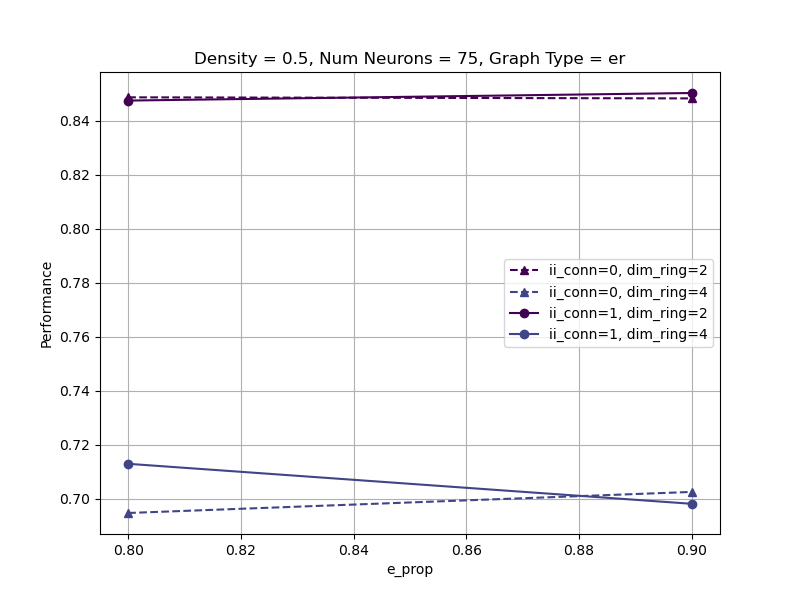 Density = 0.5, Num Neurons = 75, Graph Type = er
Performance
0.84
0.82
0.80
0.78
0.76
0.74
0.72
0.70
ii_conn=0, dim_ring=2
ii_conn=0, dim_ring=4
ii_conn=1, dim_ring=2
ii_conn=1, dim_ring=4
0.80 0.82 0.84 0.86 0.88 0.90
e_prop